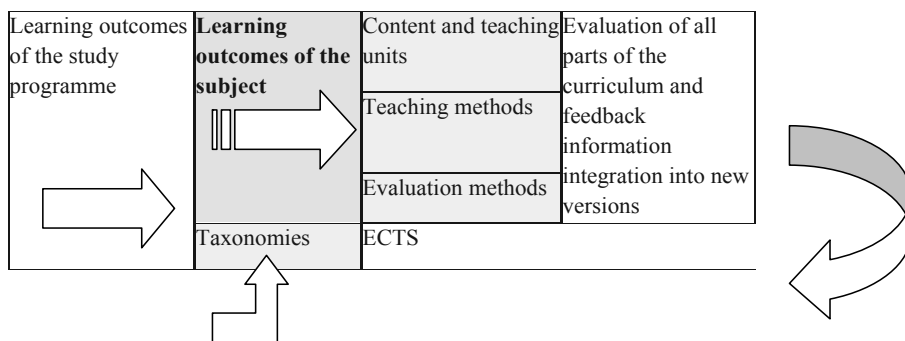 Learning outcomes
of the study
programme
Learning
outcomes of the
subject
Content and teaching
units
Teaching methods
Evaluation methods
Evaluation of all
parts of the
curriculum and
feedback
information
integration into new
versions
Taxonomies
ECTS